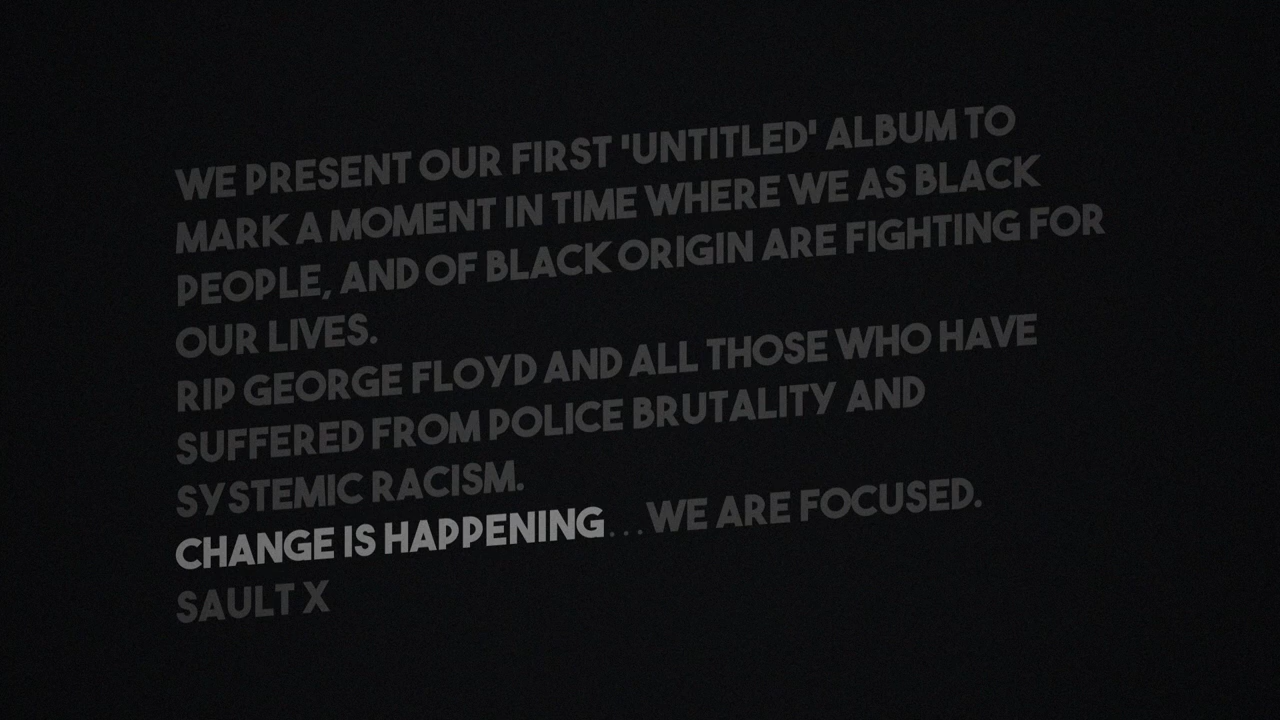 WE PRESENT OUR FIRST 'UNTITLED' ALBUM TO
MARK A MOMENT IN TIME WHERE WE AS BLACK
PEOPLE, AND OF BLACK ORIGIN ARE FIGHTING FOR
OUR LIVES.
RIP GEORGE FLOYD AND ALL THOSE WHO HAVE
SUFFERED FROM POLICE BRUTALITY AND
SYSTEMIC RACISM.
CHANGE IS HAPPENING...WE ARE FOCUSED.
SAULT X